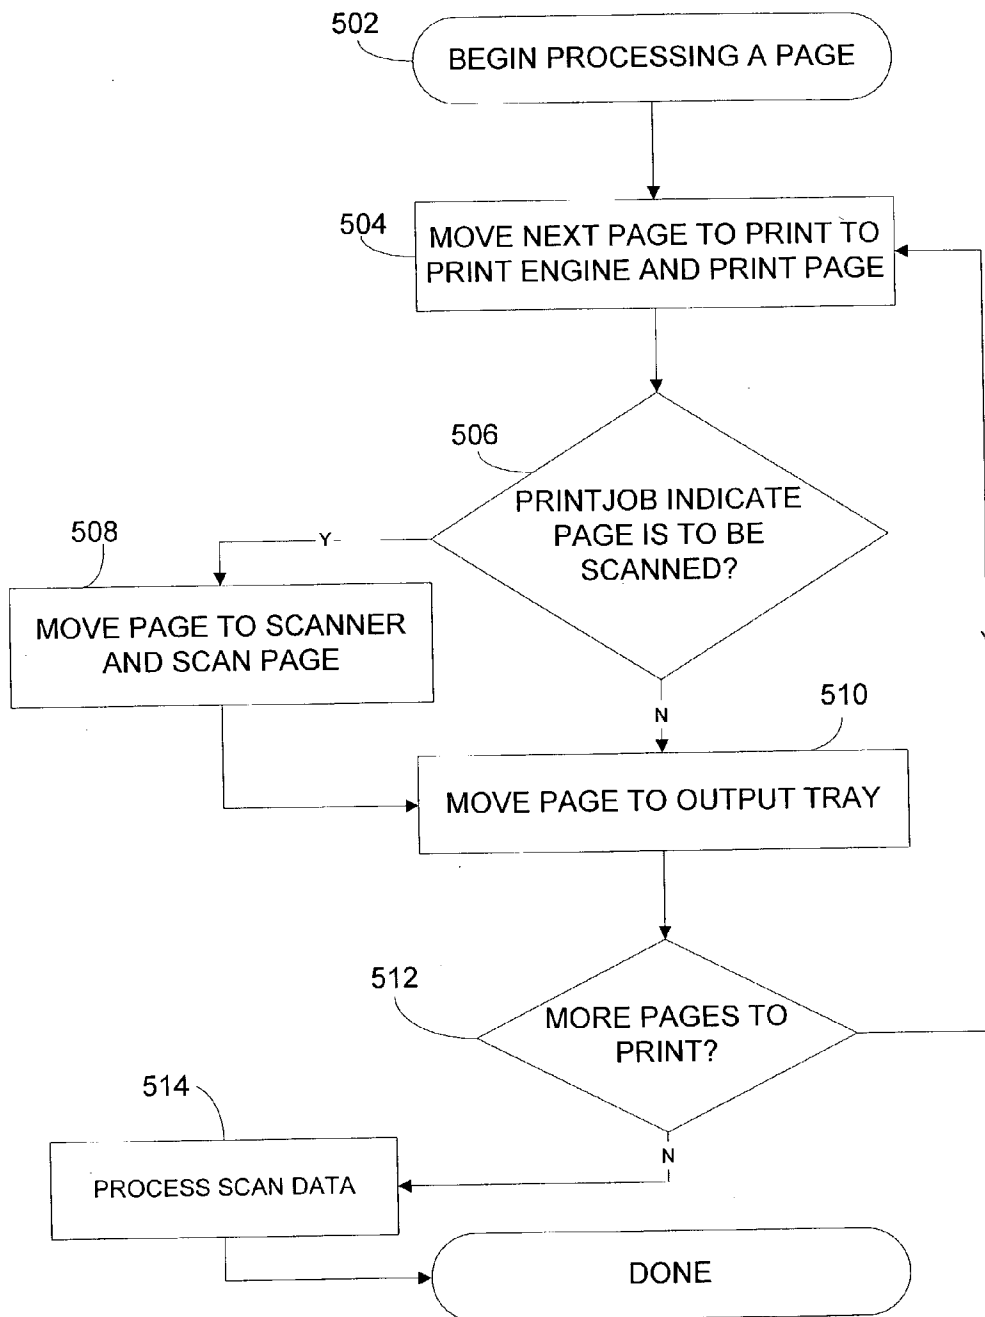 502
BEGIN PROCESSING A PAGE
504
MOVE NEXT PAGE TO PRINT TO
PRINT ENGINE AND PRINT PAGE
506
PRINTJOB INDICATE
PAGE IS TO BE
SCANNED?
Y
508
MOVE PAGE TO SCANNER
AND SCAN PAGE
N
510
MOVE PAGE TO OUTPUT TRAY
512
MORE PAGES TO
PRINT?
N
514
PROCESS SCAN DATA
DONE